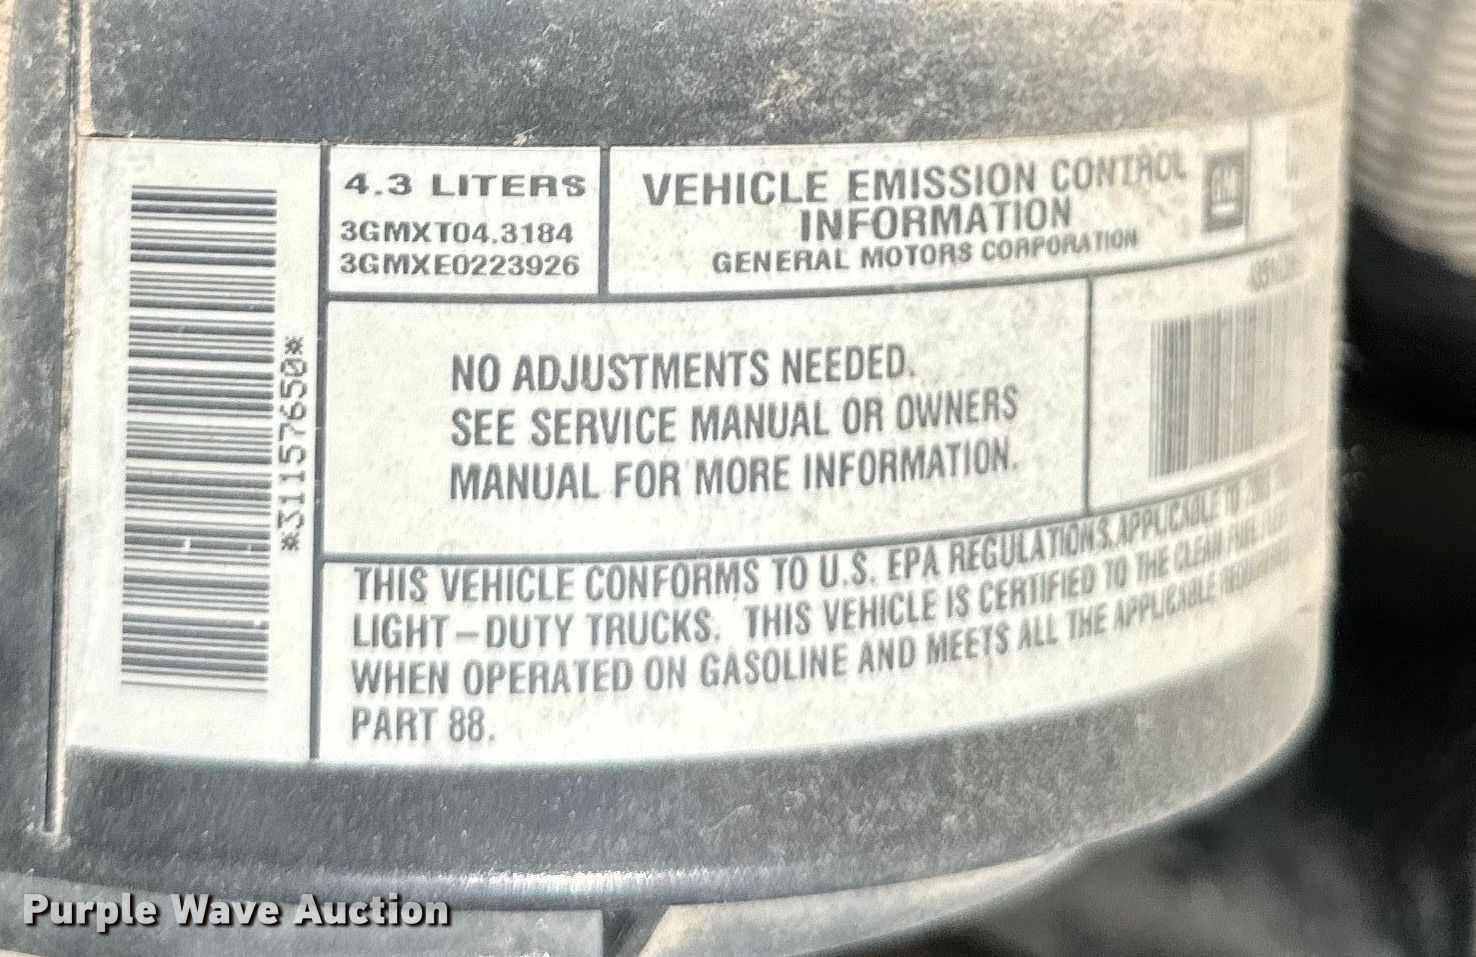 4.3 LITERS
3GMXT04.3184
3GMXE0223926
VEHICLE EMISSION CONTROL
INFORMATION
GENERAL MOTORS CORPORATION
GM
*311157650*
NO ADJUSTMENTS NEEDED.
SEE SERVICE MANUAL OR OWNERS
MANUAL FOR MORE INFORMATION.
THIS VEHICLE CONFORMS TO U.S. EPA REGULATIONS APPLICABLE TO
LIGHT-DUTY TRUCKS. THIS VEHICLE IS CERTIFIED TO THE CLEAN FUEL
WHEN OPERATED ON GASOLINE AND MEETS ALL THE APPLICABLE
PART 88.
Purple Wave Auction